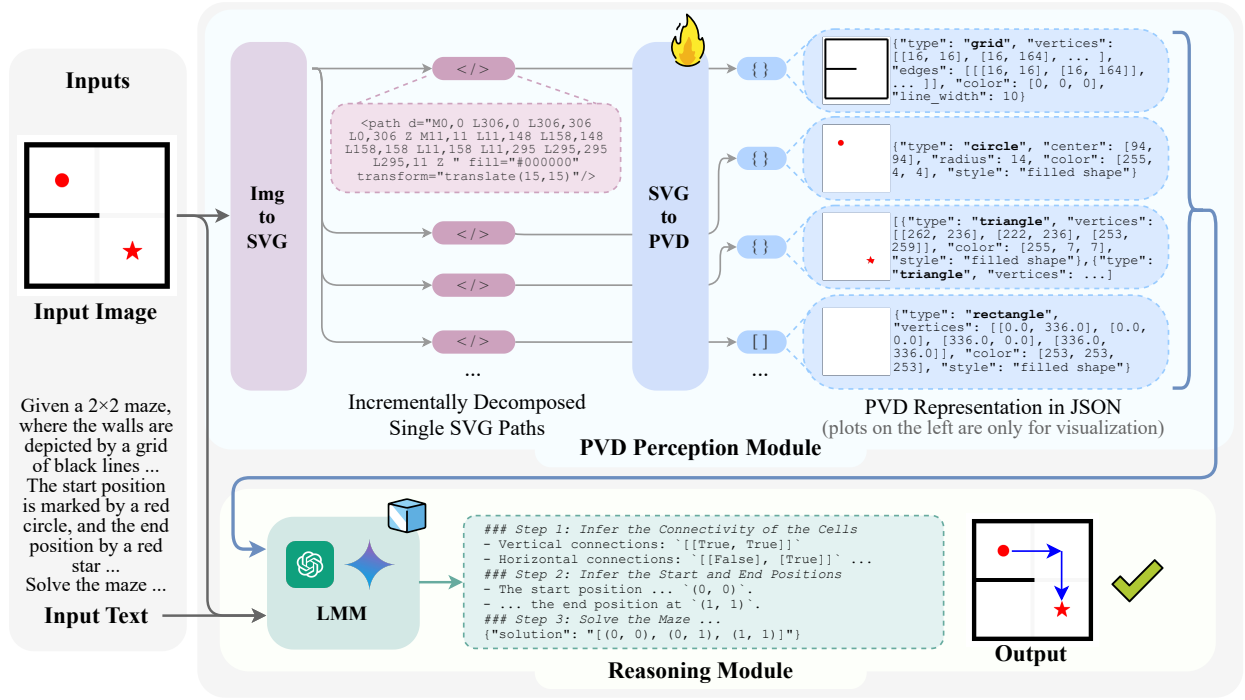 Inputs
Input Image
Given a 2×2 maze,
where the walls are
depicted by a grid
of black lines ...
The start position
is marked by a red
circle, and the end
position by a red
star ...
Solve the maze ...
Input Text
Img
to
SVG
</>
<path d="M0,0 L306,0 L306,306
L0,306 Z M11,11 L11,148 L158,148
L158,158 L11,158 L11,295 L295,295
L295,11 Z " fill="#000000"
transform="translate(15,15)"/>
</>
</>
</>
...
Incrementally Decomposed
Single SVG Paths
SVG
to
PVD
{}
{}
{}
[]
...
{"type": "grid", "vertices":
[[16, 16], [16, 164], ... ],
"edges": [[[16, 16], [16, 164]],
... ]], "color": [0, 0, 0],
"line_width": 10}
{"type": "circle", "center": [94,
94], "radius": 14, "color": [255,
4, 4], "style": "filled shape"}
[{"type": "triangle", "vertices":
[[262, 236], [222, 236], [253,
259]], "color": [255, 7, 7],
"style": "filled shape"},{"type":
"triangle", "vertices": ...]
{"type": "rectangle",
"vertices": [[0.0, 336.0], [0.0,
0.0], [336.0, 0.0], [336.0,
336.0]], "color": [253, 253,
253], "style": "filled shape"}
PVD Representation in JSON
(plots on the left are only for visualization)
PVD Perception Module
LMM
### Step 1: Infer the Connectivity of the Cells
- Vertical connections: `[[True, True]]`
- Horizontal connections: `[[False], [True]]` ...
### Step 2: Infer the Start and End Positions
- The start position ... `(0, 0)`.
- ... the end position at `(1, 1)`.
### Step 3: Solve the Maze ...
{"solution": "[(0, 0), (0, 1), (1, 1)]"}
Output
Reasoning Module